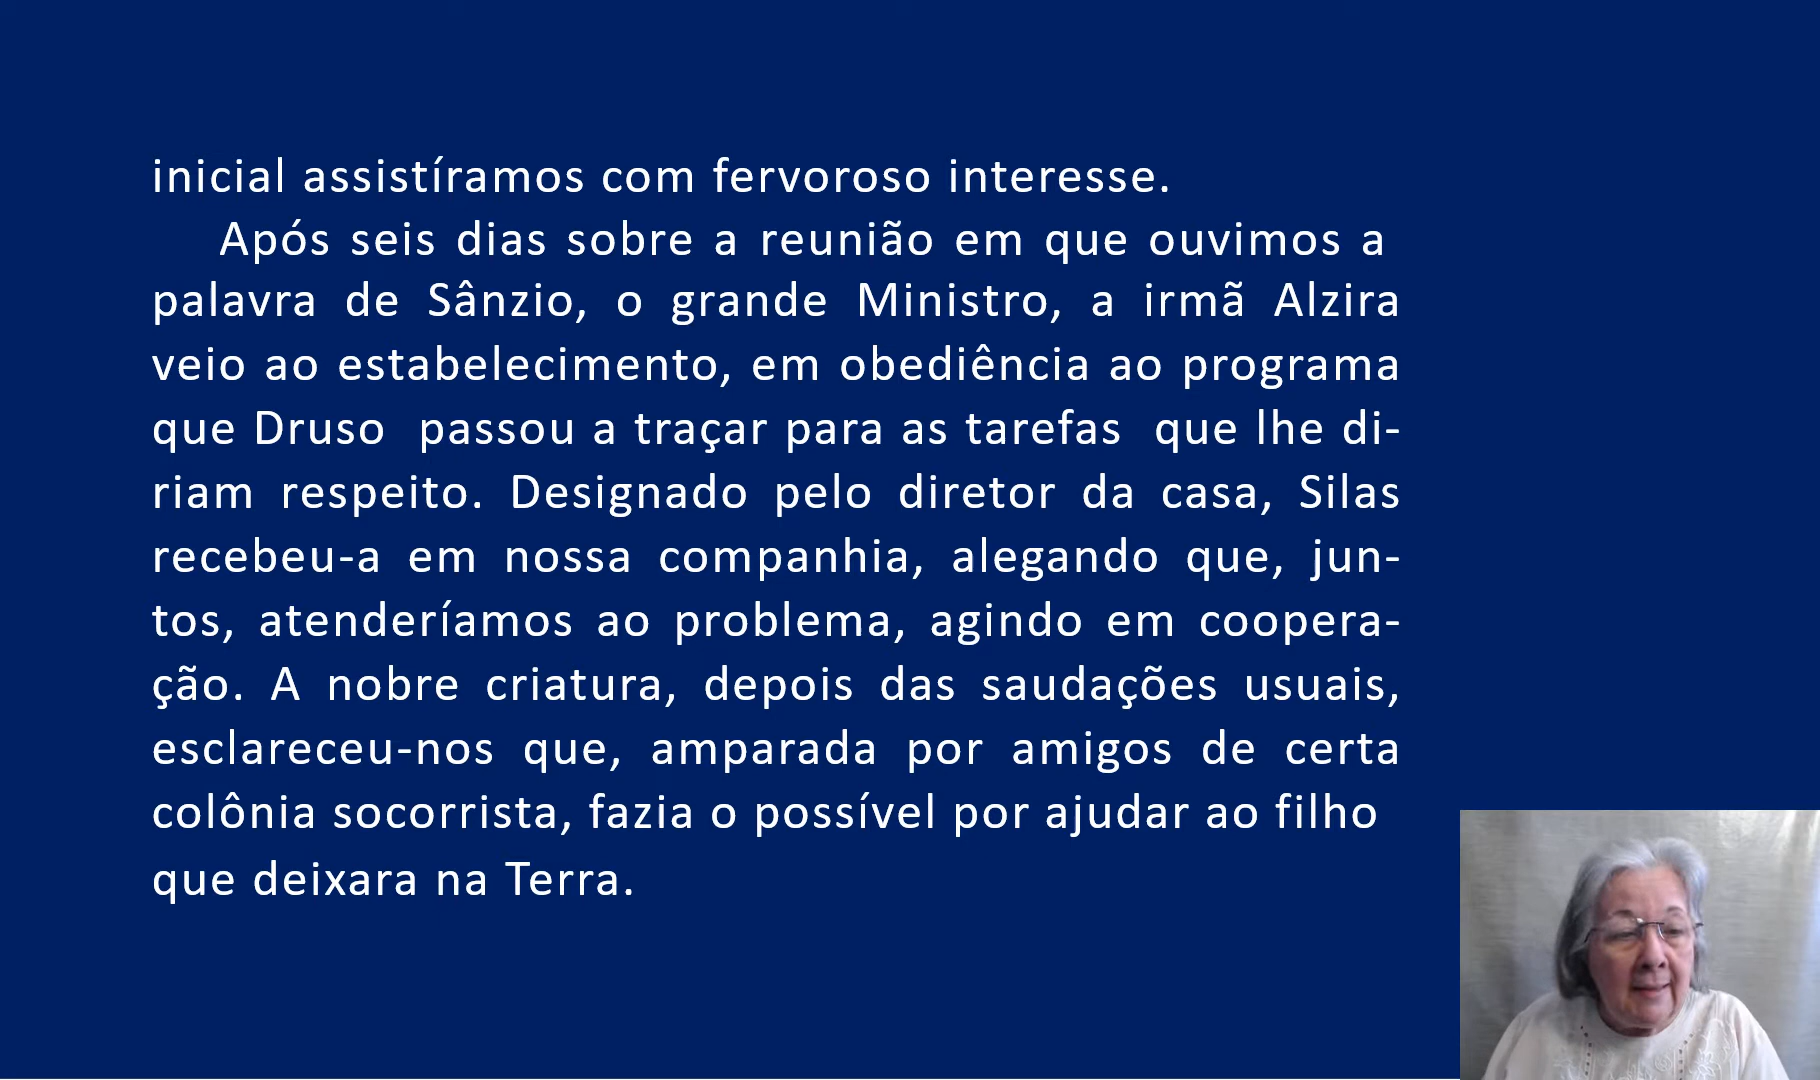 inicial assistíramos com fervoroso interesse.
Após seis dias sobre a reunião em que ouvimos a
palavra de Sânzio, o grande Ministro, a irmã Alzira
veio ao estabelecimento, em obediência ao programa
que Druso passou a traçar para as tarefas que lhe di-
riam respeito. Designado pelo diretor da casa, Silas
recebeu-a em nossa companhia, alegando que, jun-
tos, atenderíamos ao problema, agindo em coopera-
ção. A nobre criatura, depois das saudações usuais,
esclareceu-nos que, amparada por amigos de certa
colônia socorrista, fazia o possível por ajudar ao filho
que deixara na Terra.